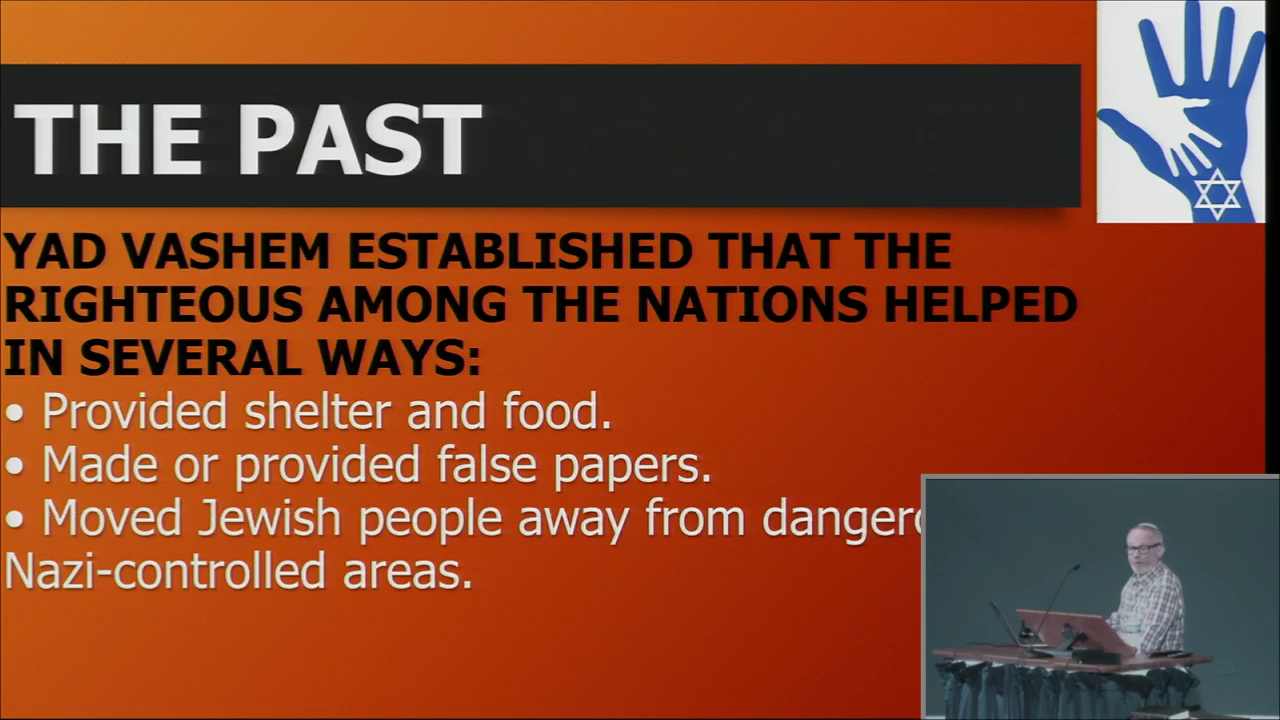 THE PAST
YAD VASHEM ESTABLISHED THAT THE
RIGHTEOUS AMONG THE NATIONS HELPED
IN SEVERAL WAYS:
• Provided shelter and food.
• Made or provided false papers.
• Moved Jewish people away from
Nazi-controlled areas.